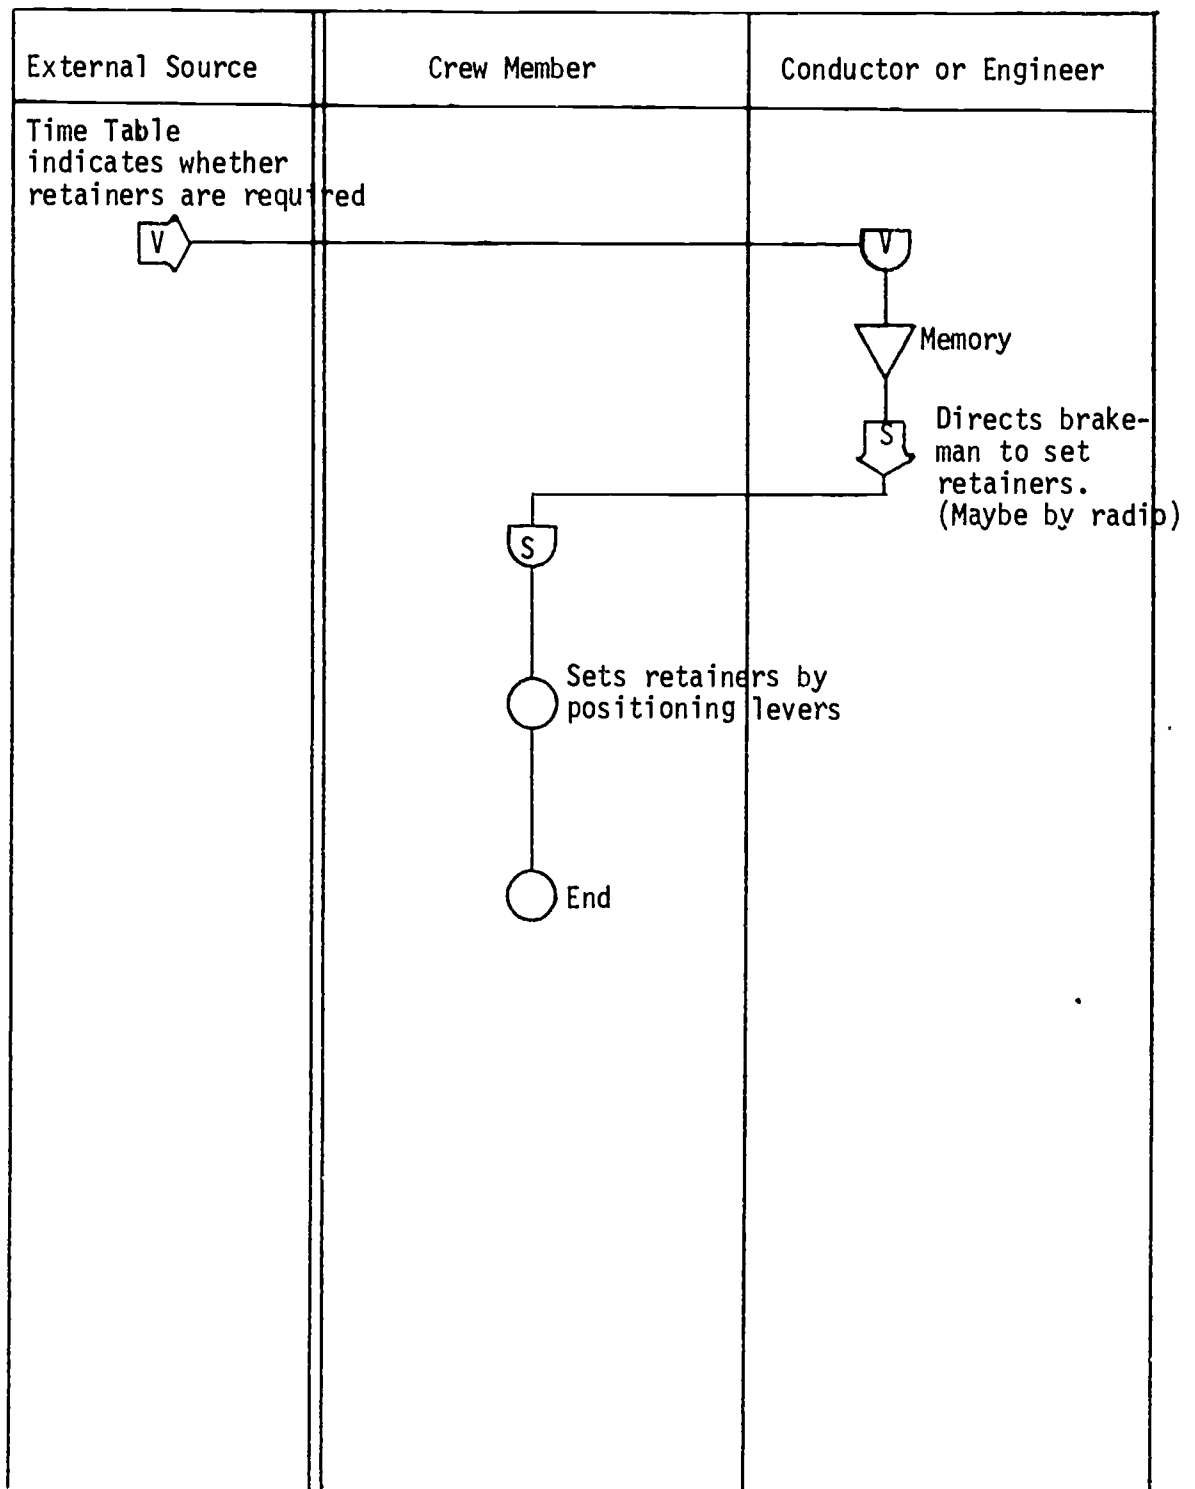 External Source
Crew Member
Conductor or Engineer
Time Table
indicates whether
retainers are required
V
V
Memory
S
Directs brake-
man to set
retainers.
(Maybe by radio)
S
Sets retainers by
positioning levers
End